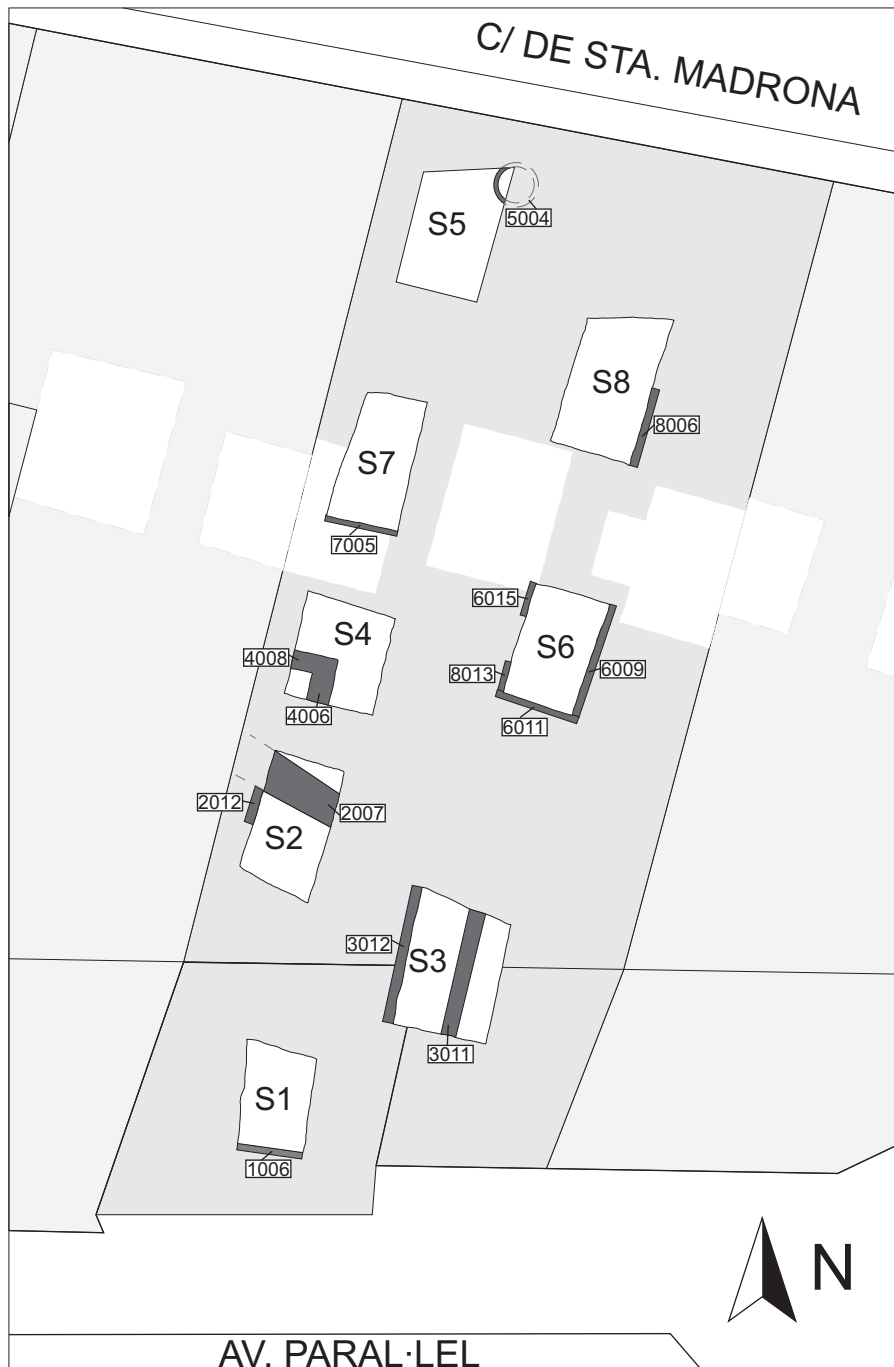 C/ DE STA. MADRONA
S5
5004
S8
8006
S7
7005
6015
S4
S6
4008
8013
6009
4006
6011
2012
2007
S2
3012
S3
3011
S1
1006
N
AV. PARAL·LEL